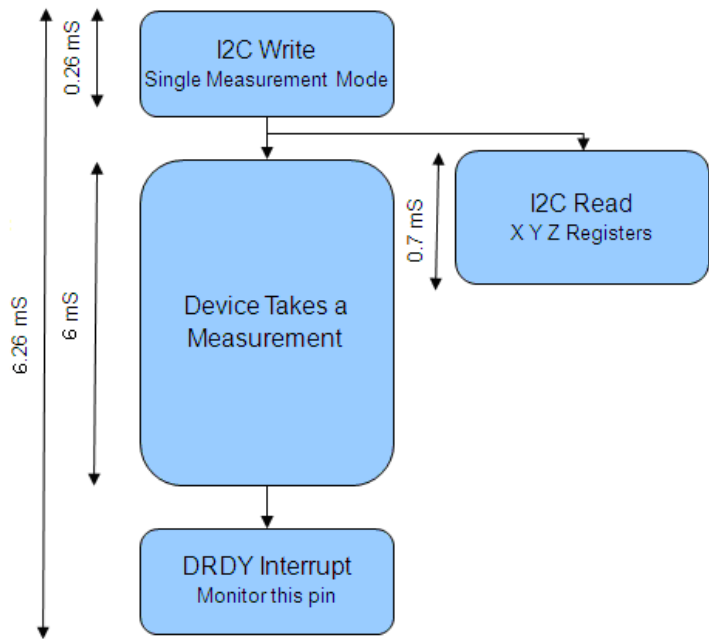 0.26 mS
I2C Write
Single Measurement Mode
6.26 mS
6 mS
Device Takes a
Measurement
0.7 mS
I2C Read
X Y Z Registers
DRDY Interrupt
Monitor this pin